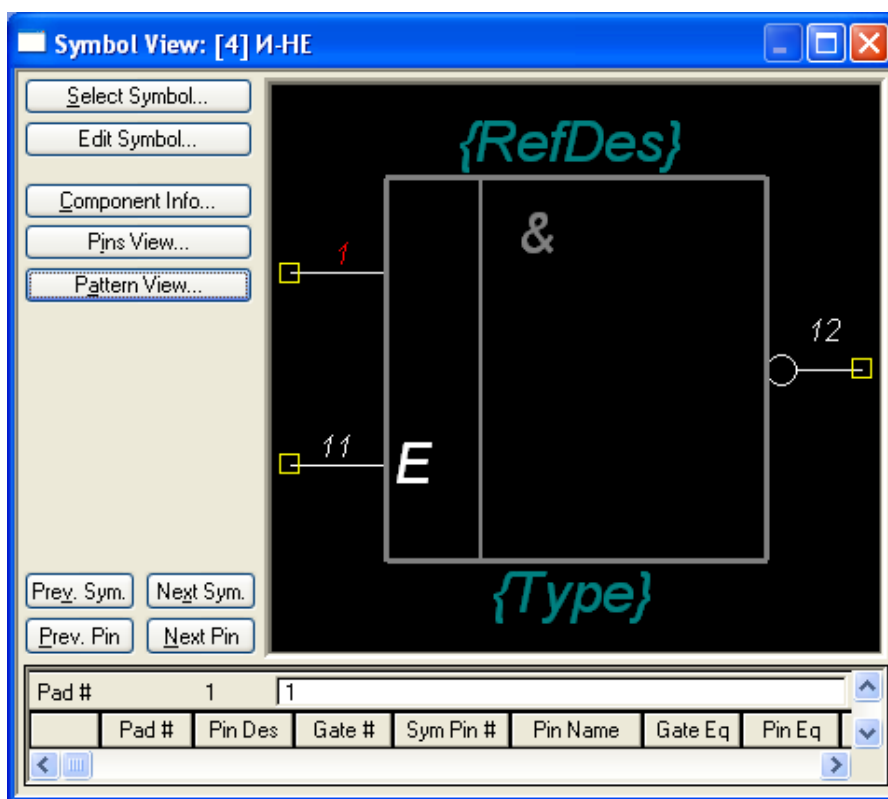 Symbol View: [4] И-НЕ
Select Symbol...
Edit Symbol...
Component Info...
Pins View...
Pattern View...
{RefDes}
&
1
12
11
E
{Type}
Prev. Sym. Next Sym.
Prev. Pin Next Pin
Pad # 1 1
Pad # Pin Des Gate # Sym Pin # Pin Name Gate Eq Pin Eq